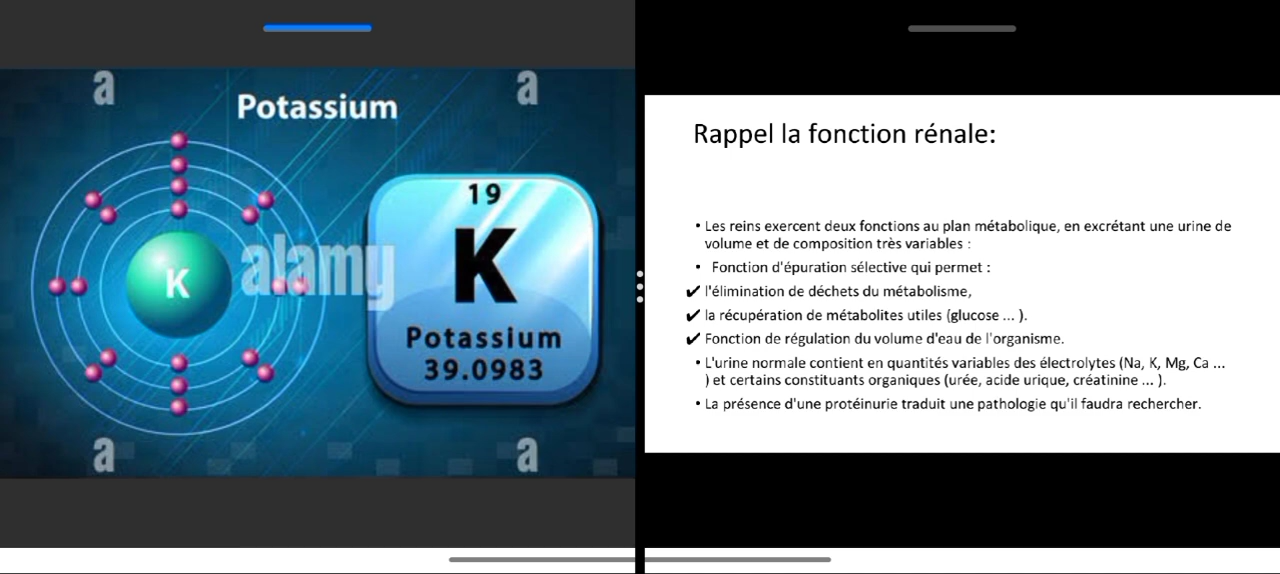 a
a
Potassium
19
K
K
alamy
Potassium
39.0983
a
a
Rappel la fonction rénale:
• Les reins exercent deux fonctions au plan métabolique, en excrétant une urine de
volume et de composition très variables :
• Fonction d'épuration sélective qui permet :
✔ l'élimination de déchets du métabolisme,
✔ la récupération de métabolites utiles (glucose ... ).
✔ Fonction de régulation du volume d'eau de l'organisme.
• L'urine normale contient en quantités variables des électrolytes (Na, K, Mg, Ca ...
) et certains constituants organiques (urée, acide urique, créatinine ... ).
• La présence d'une protéinurie traduit une pathologie qu'il faudra rechercher.